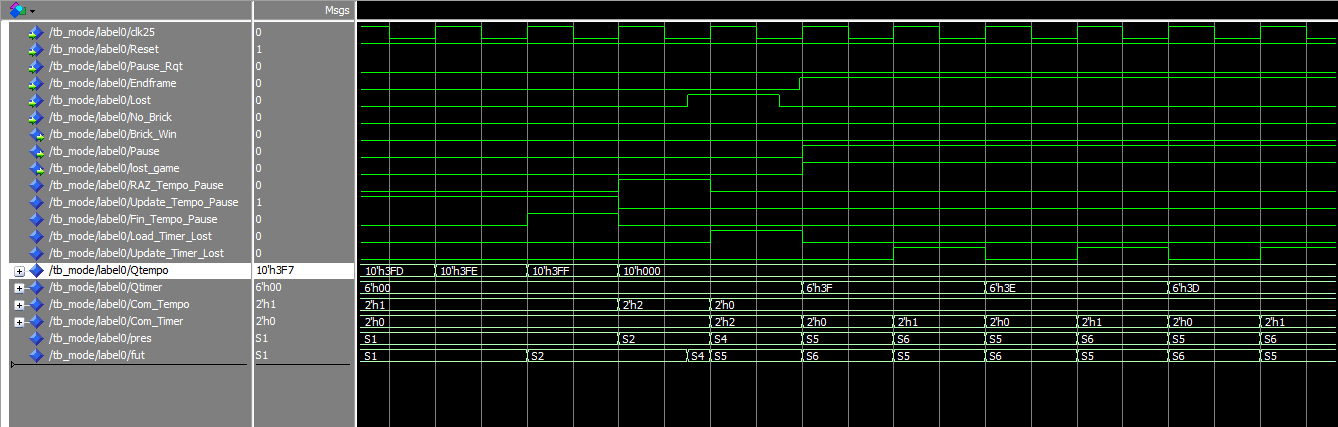 Msgs
/tb_mode/label0/clk25 0
/tb_mode/label0/Reset 1
/tb_mode/label0/Pause_Rqt 0
/tb_mode/label0/Endframe 0
/tb_mode/label0/Lost 0
/tb_mode/label0/No_Brick 0
/tb_mode/label0/Brick_Win 0
/tb_mode/label0/Pause 0
/tb_mode/label0/lost_game 0
/tb_mode/label0/RAZ_Tempo_Pause 0
/tb_mode/label0/Update_Tempo_Pause 1
/tb_mode/label0/Fin_Tempo_Pause 0
/tb_mode/label0/Load_Timer_Lost 0
/tb_mode/label0/Update_Timer_Lost 0
/tb_mode/label0/Qtempo 10'h3F7 10'h3FD 10'h3FE 10'h3FF 10'h000
/tb_mode/label0/Qtimer 6'h00 6'h00 6'h3F 6'h3E 6'h3D
/tb_mode/label0/Com_Tempo 2'h1 2'h1 2'h2 2'h0
/tb_mode/label0/Com_Timer 2'h0 2'h0 2'h2 2'h0 2'h1 2'h0 2'h1 2'h0 2'h1
/tb_mode/label0/pres S1 S1 S2 S4 S5 S6 S5 S6 S5 S6
/tb_mode/label0/fut S1 S1 S2 S4 S5 S6 S5 S6 S5 S6 S5